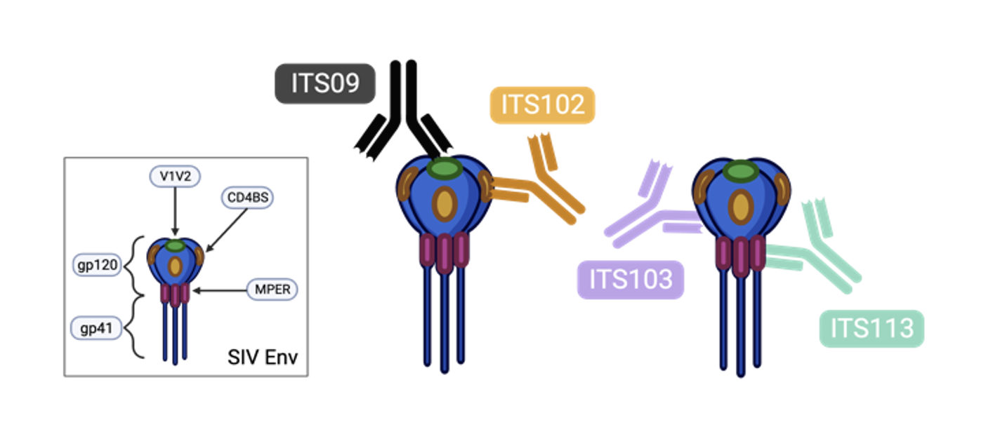 ITS09
ITS102
V1V2
CD4BS
gp120
MPER
gp41
SIV Env
ITS103
ITS113